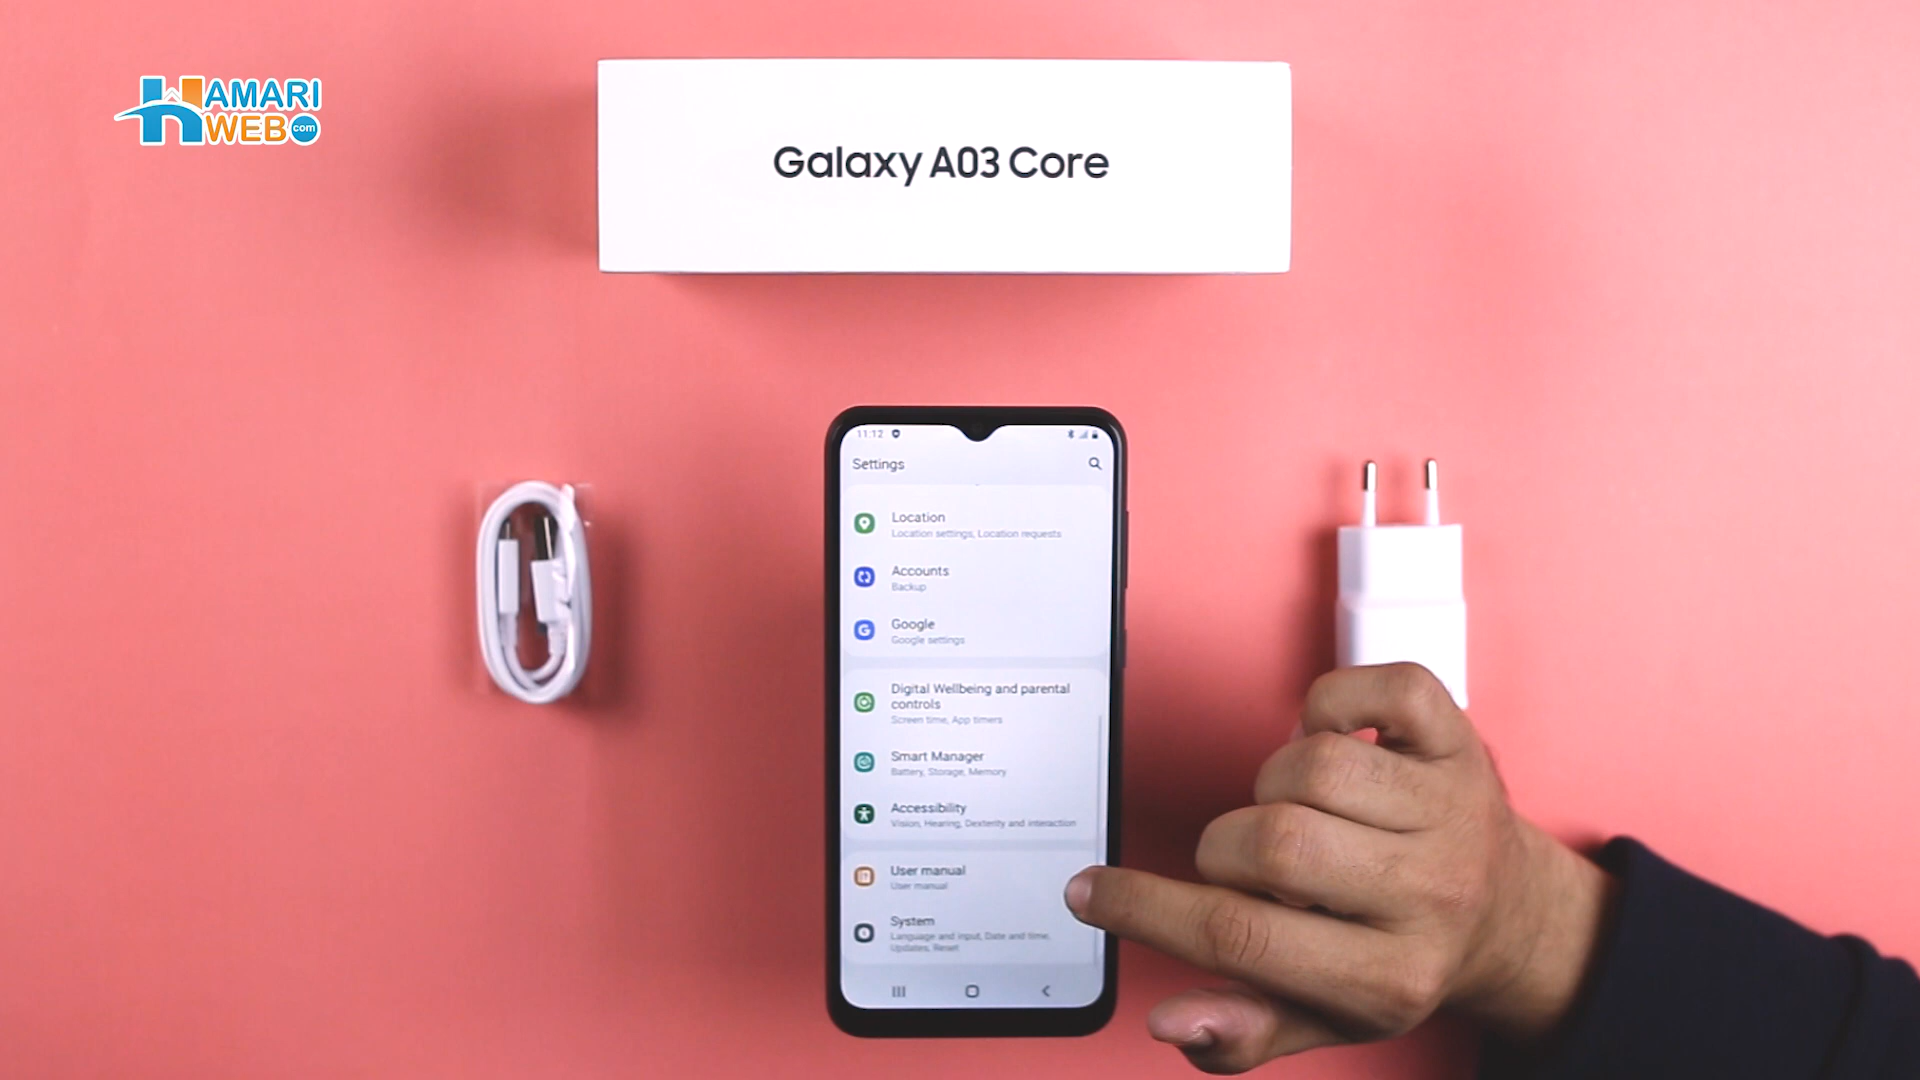 HAMARI
WEB.com
Galaxy A03 Core
11:12
Settings
Location
Location settings, Location requests
Accounts
Backup
Google
Google settings
Digital Wellbeing and parental
controls
Screen time, App timers
Smart Manager
Battery, Storage, Memory
Accessibility
Vision, Hearing, Dexterity and interaction
User manual
User manual
System
Language and input, Date and time,
Updates, Reset